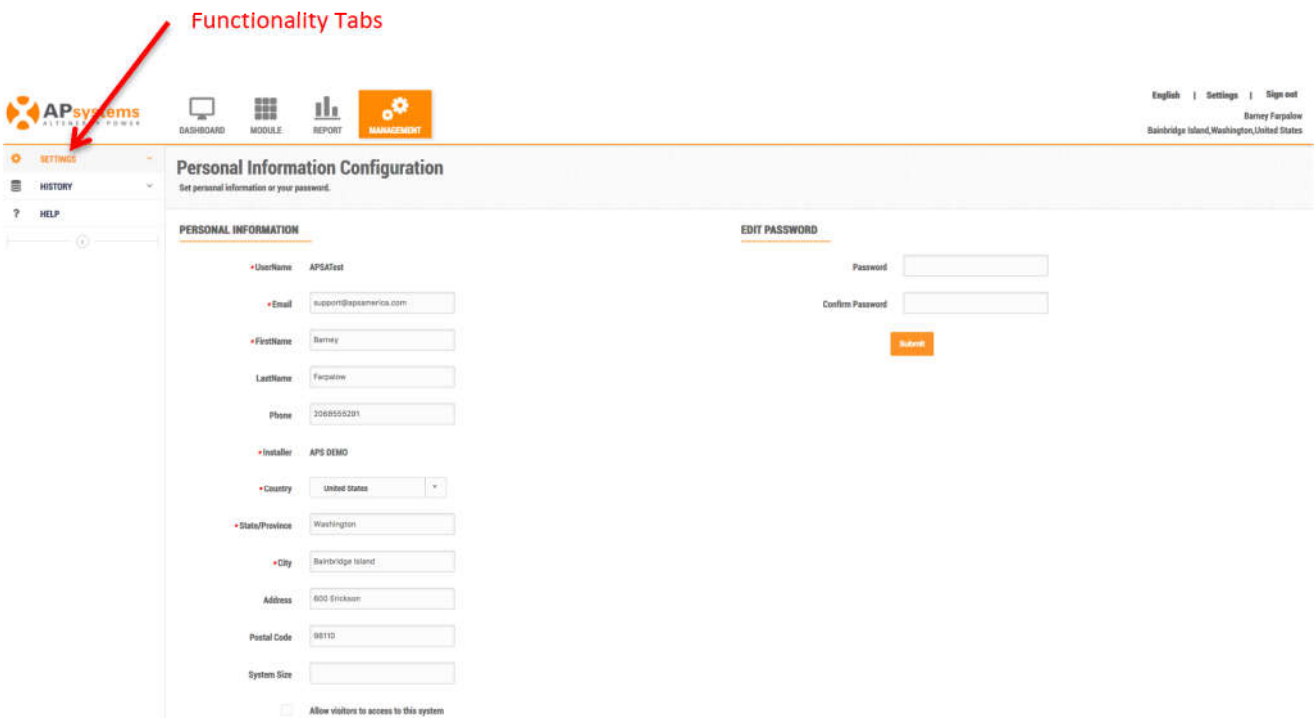 Functionality Tabs
English | Settings | Sign out
APsystems
ALTENERGY POWER
DASHBOARD MODULE REPORT MANAGEMENT
Barney Farpalow
Bainbridge Island,Washington,United States
SETTINGS
HISTORY
? HELP
Personal Information Configuration
Set personal information or your password.
PERSONAL INFORMATION
*UserName APSATest
*Email support@apsamerica.com
*FirstName Barney
LastName Farpalow
Phone 2068555291
*Installer APS DEMO
*Country United States
*State/Province Washington
*City Bainbridge Island
Address 600 Erickson
Postal Code 98110
System Size
Allow visitors to access to this system
EDIT PASSWORD
Password
Confirm Password
Submit